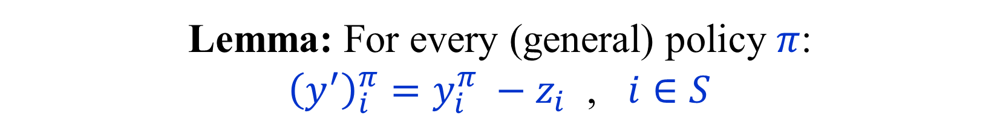 Lemma: For every (general) policy π:
(y′)ᵢ^π = yᵢ^π − zᵢ , i ∈ S